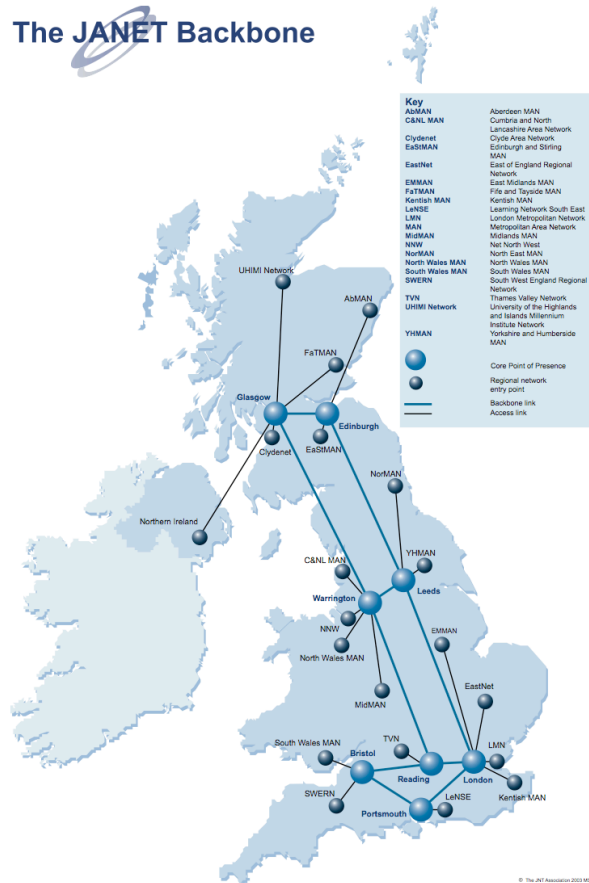 The JANET Backbone
Key
AbMAN Aberdeen MAN
C&NL MAN Cumbria and North
Lancashire Area Network
Clydenet Clyde Area Network
EaStMAN Edinburgh and Stirling
MAN
EastNet East of England Regional
Network
EMMAN East Midlands MAN
FaTMAN Fife and Tayside MAN
Kentish MAN Kentish MAN
LeNSE Learning Network South East
LMN London Metropolitan Network
MAN Metropolitan Area Network
MidMAN Midlands MAN
NNW Net North West
NorMAN North East MAN
North Wales MAN North Wales MAN
South Wales MAN South Wales MAN
SWERN South West England Regional
Network
TVN Thames Valley Network
UHIMI Network University of the Highlands
and Islands Millennium
Institute Network
YHMAN Yorkshire and Humberside
MAN
Core Point of Presence
Regional network
entry point
Backbone link
Access link
UHIMI Network
AbMAN
FaTMAN
Glasgow
Edinburgh
Clydenet
EaStMAN
NorMAN
Northern Ireland
YHMAN
C&NL MAN
Leeds
Warrington
NNW
EMMAN
North Wales MAN
EastNet
MidMAN
TVN
South Wales MAN
LMN
Bristol
Reading
London
SWERN
LeNSE
Kentish MAN
Portsmouth
© The JNT Association 2003 MS